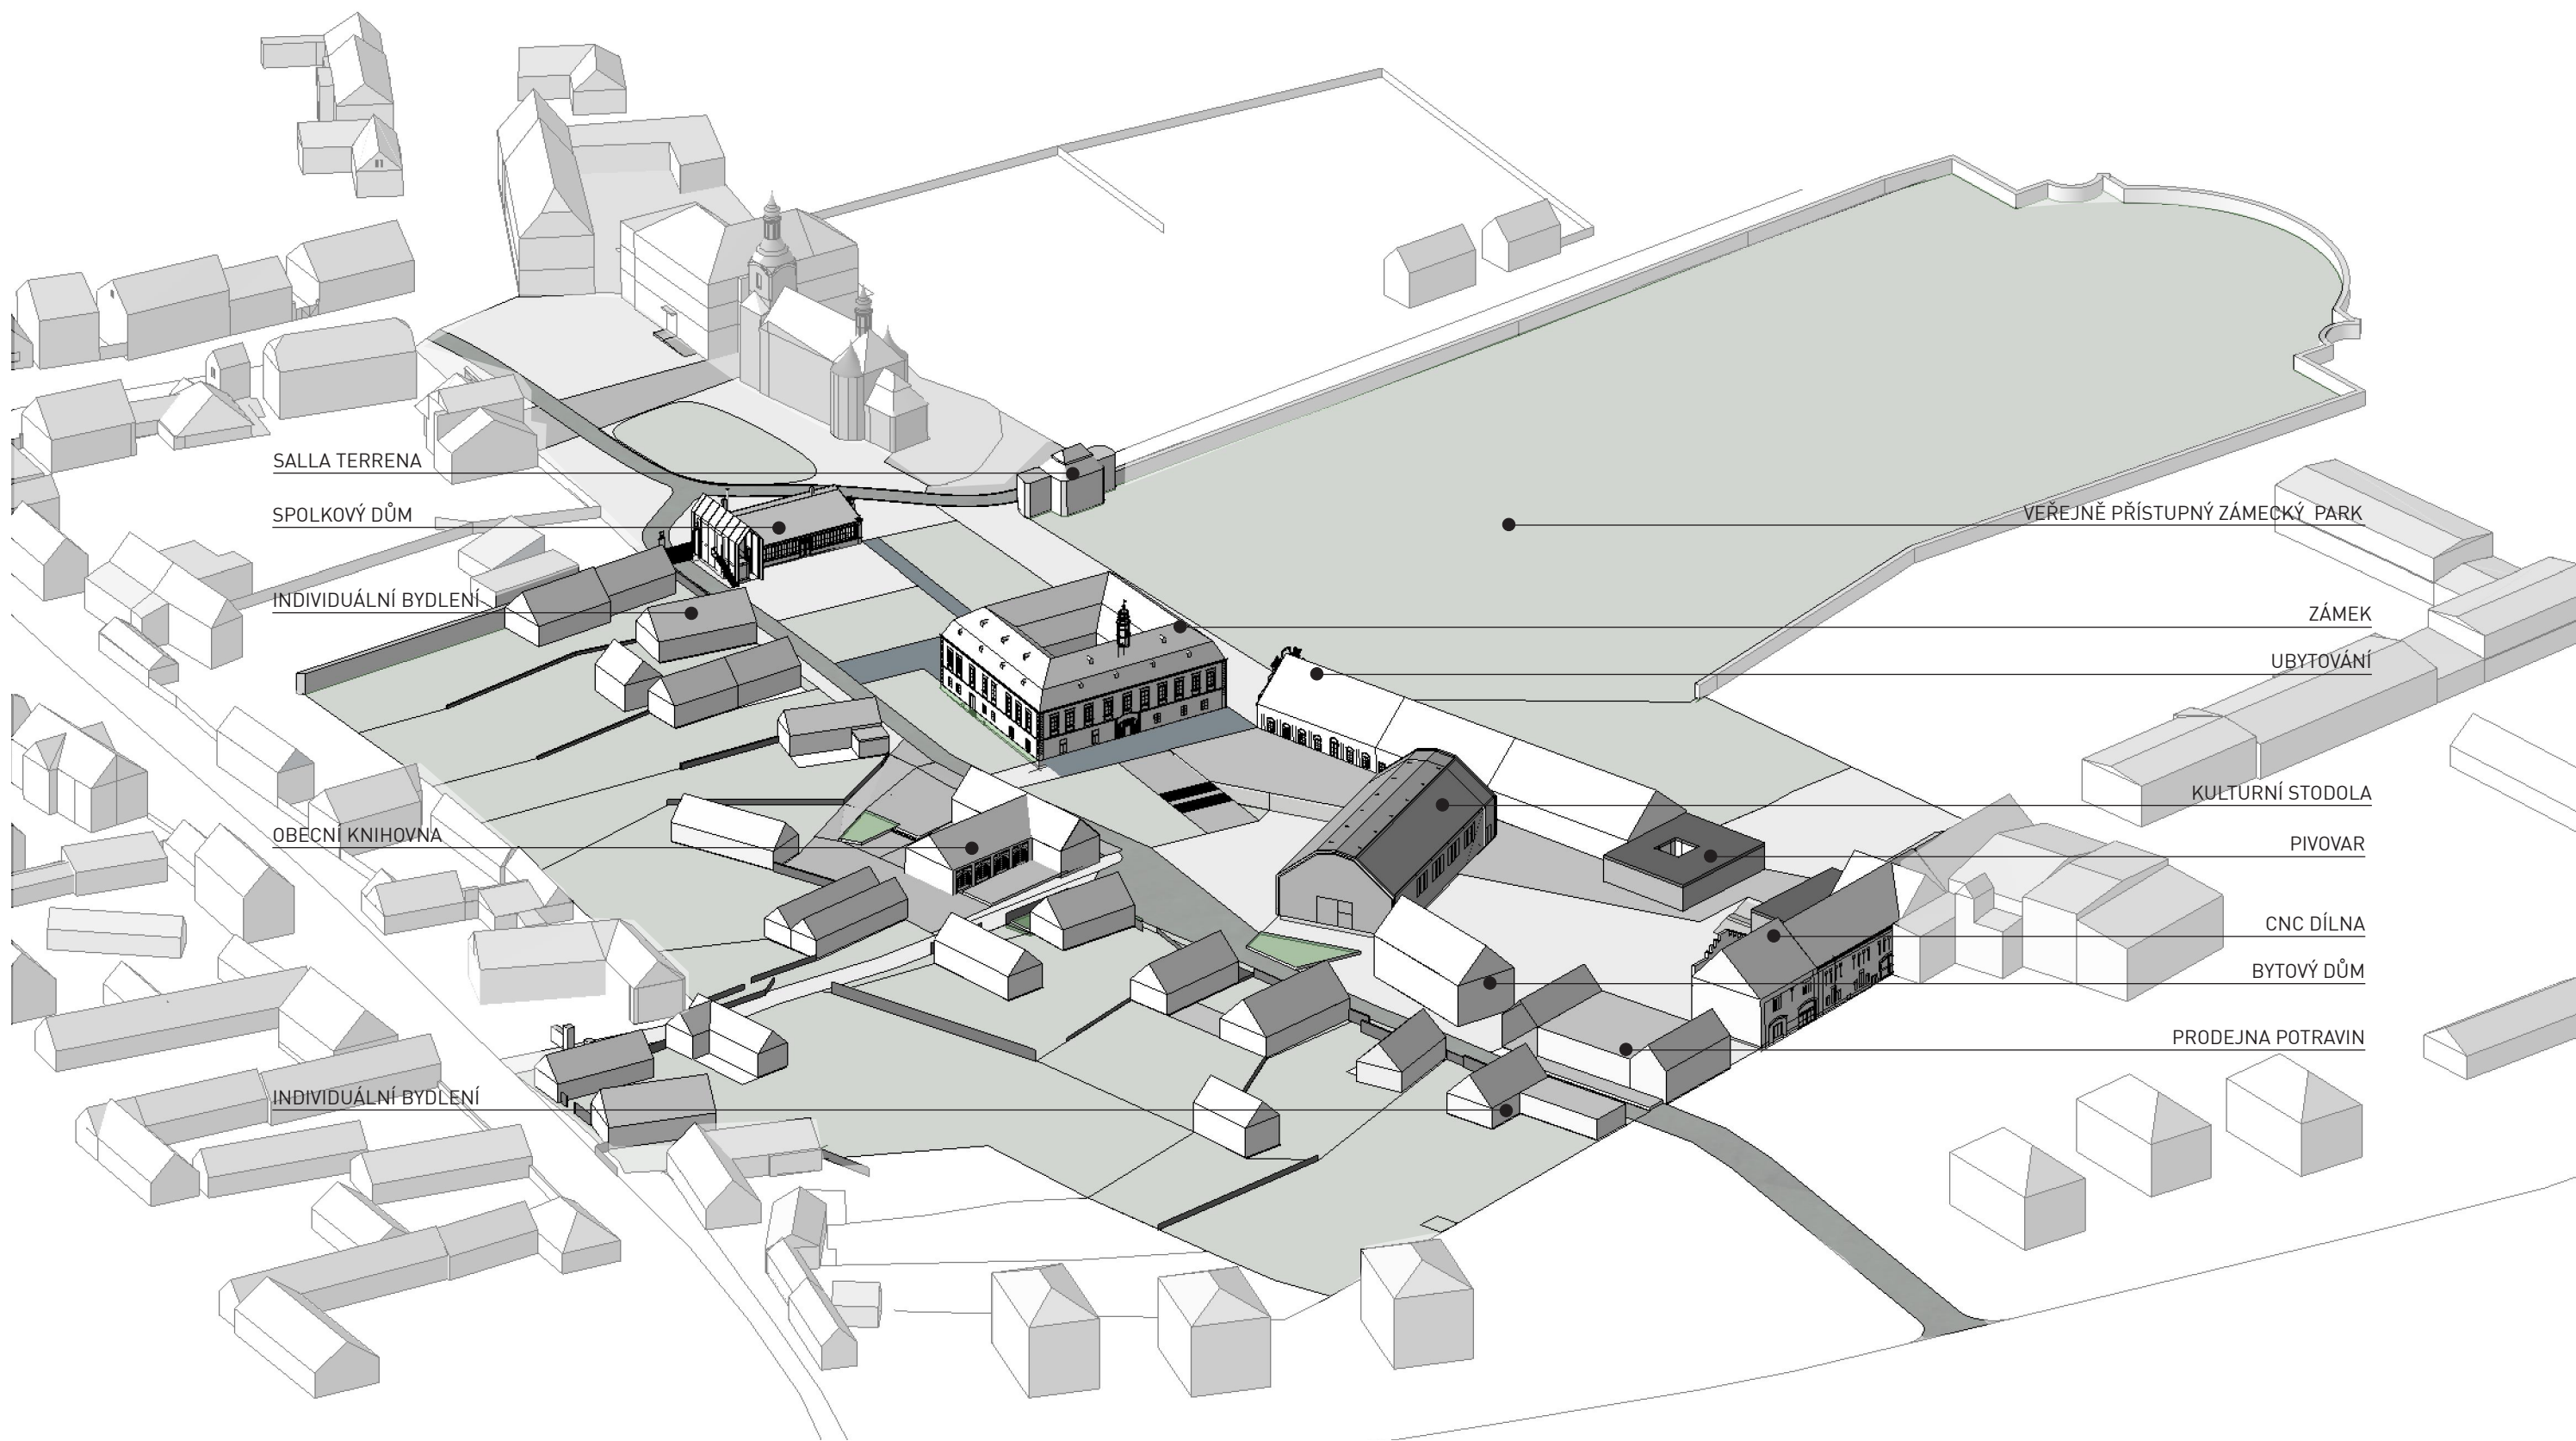 SALLA TERRENA
SPOLKOVÝ DŮM
INDIVIDUÁLNÍ BYDLENÍ
OBECNÍ KNIHOVNA
INDIVIDUÁLNÍ BYDLENÍ
VEŘEJNĚ PŘÍSTUPNÝ ZÁMECKÝ PARK
ZÁMEK
UBYTOVÁNÍ
KULTURNÍ STODOLA
PIVOVAR
CNC DÍLNA
BYTOVÝ DŮM
PRODEJNA POTRAVIN